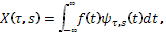 X(τ,s) = ∫_{-∞}^{∞} f(t)ψ_{τ,s}(t)dt,